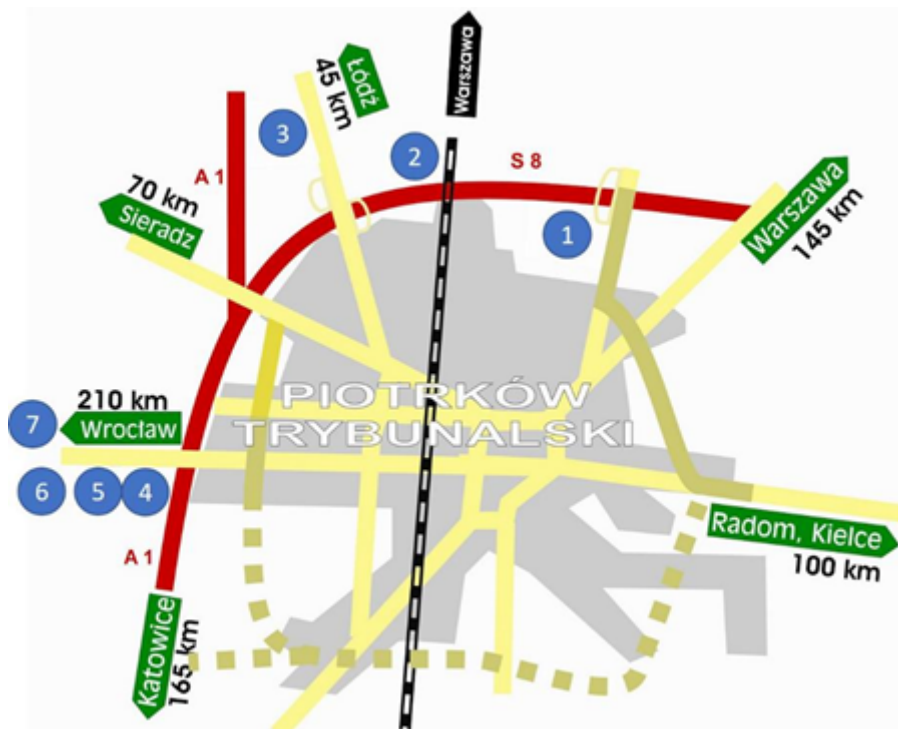 Warszawa
Łódź
45 km
3
2
A 1
S 8
70 km
Sieradz
1
Warszawa
145 km
PIOTRKÓW
TRYBUNALSKI
210 km
Wrocław
7
6
5
4
A 1
Radom, Kielce
100 km
Katowice
165 km